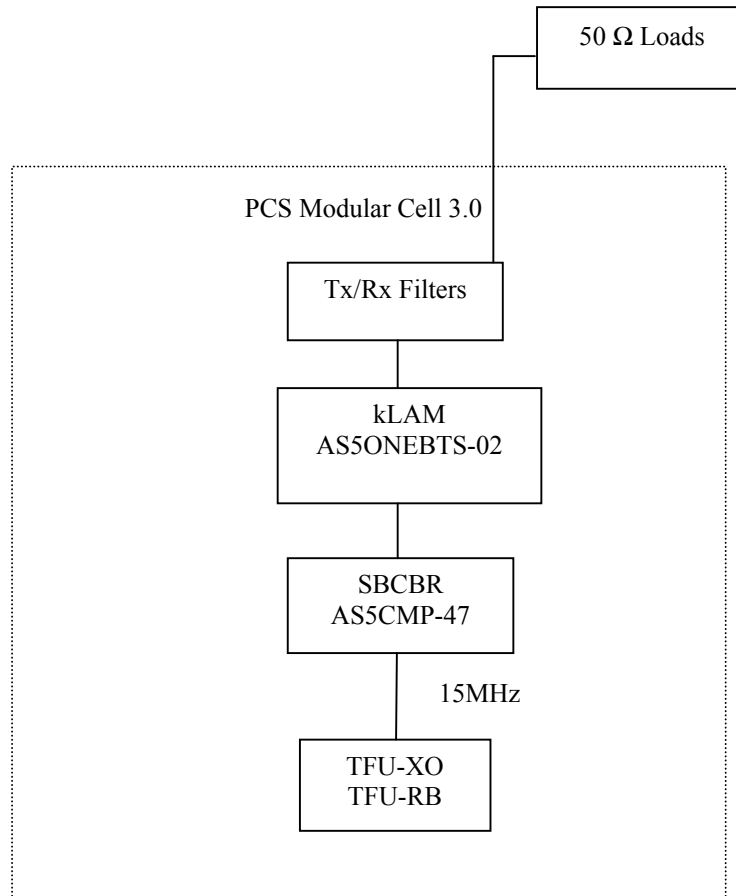 50 Ω Loads
PCS Modular Cell 3.0
Tx/Rx Filters
kLAM
AS5ONEBTS-02
SBCBR
AS5CMP-47
15MHz
TFU-XO
TFU-RB